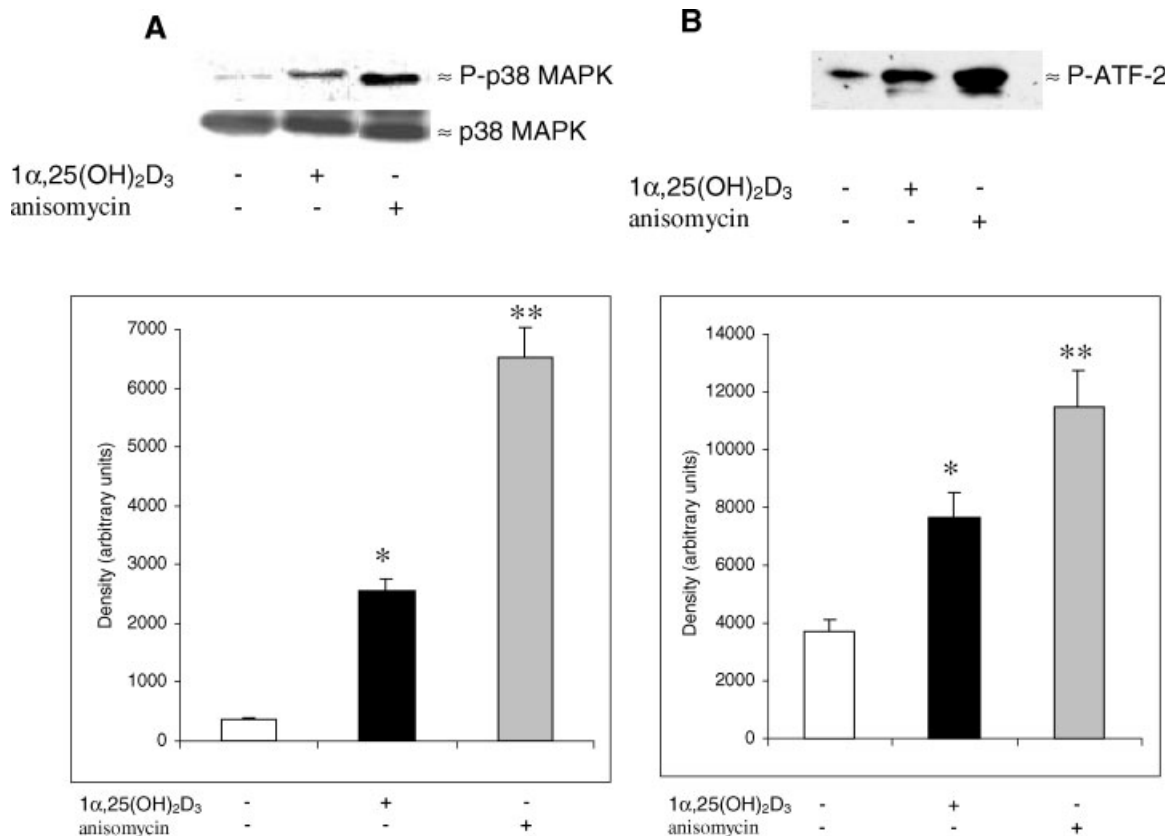 A
≈ P-p38 MAPK
≈ p38 MAPK
1α,25(OH)₂D₃ - + -
anisomycin - - +
B
≈ P-ATF-2
1α,25(OH)₂D₃ - + -
anisomycin - - +
Density (arbitrary units)
7000
6000
5000
4000
3000
2000
1000
0
*
**
1α,25(OH)₂D₃ - + -
anisomycin - - +
Density (arbitrary units)
14000
12000
10000
8000
6000
4000
2000
0
*
**
1α,25(OH)₂D₃ - + -
anisomycin - - +